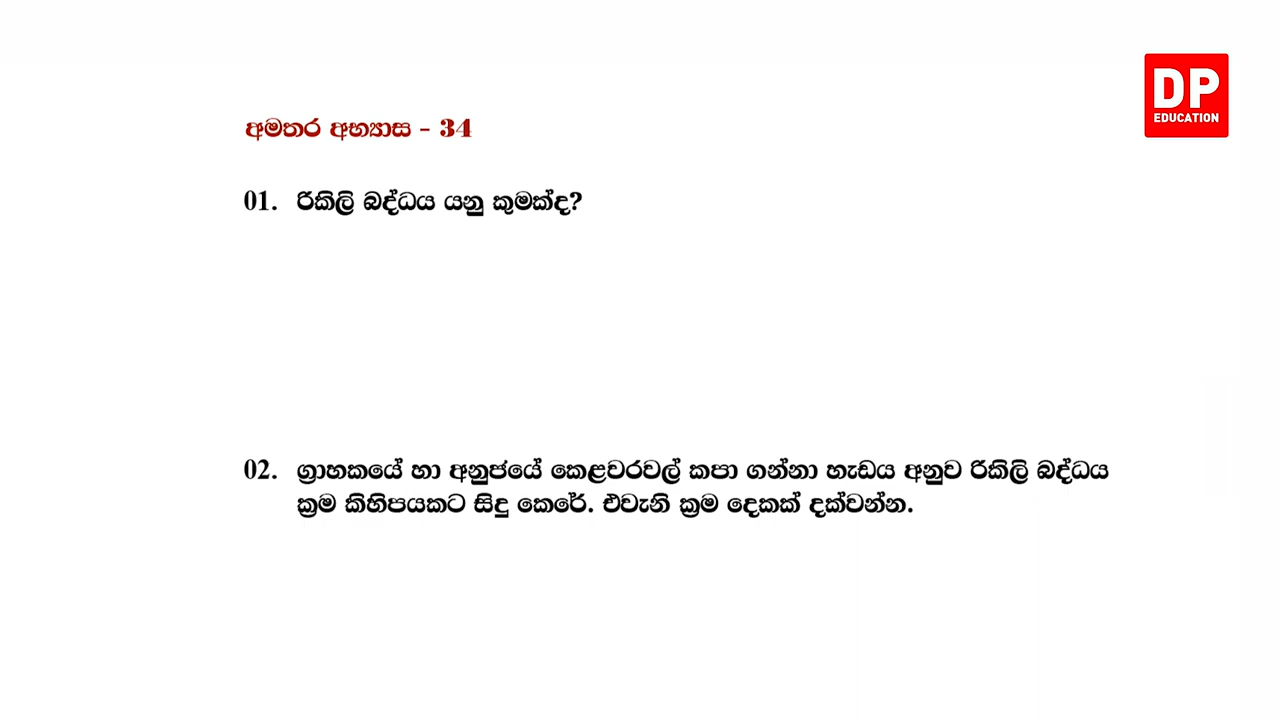 DP
EDUCATION
අමතර අභ්‍යාස - 34
01. රිකිලි බද්ධය යනු කුමක්ද?
02. ග්‍රාහකයේ හා අනුජයේ කෙළවරවල් කපා ගන්නා හැඩය අනුව රිකිලි බද්ධය
ක්‍රම කිහිපයකට සිදු කෙරේ. එවැනි ක්‍රම දෙකක් දක්වන්න.